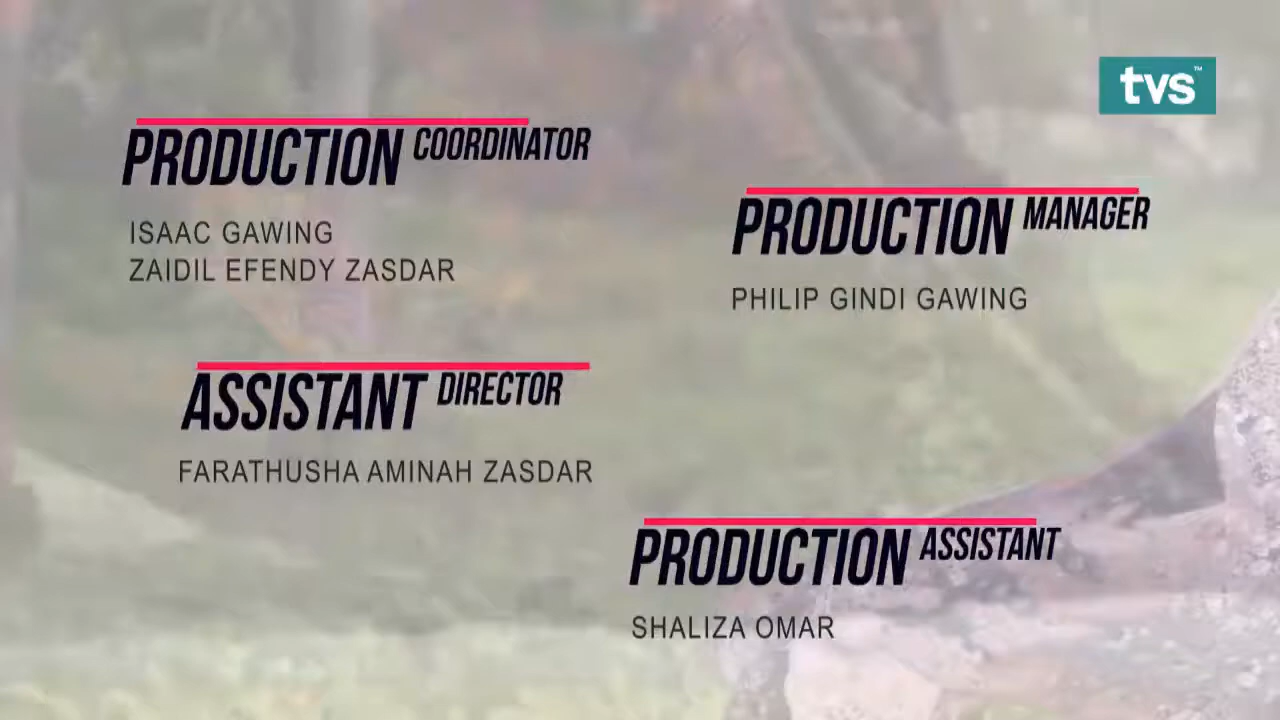 tvs™
PRODUCTION COORDINATOR
ISAAC GAWING
ZAIDIL EFENDY ZASDAR
PRODUCTION MANAGER
PHILIP GINDI GAWING
ASSISTANT DIRECTOR
FARATHUSHA AMINAH ZASDAR
PRODUCTION ASSISTANT
SHALIZA OMAR